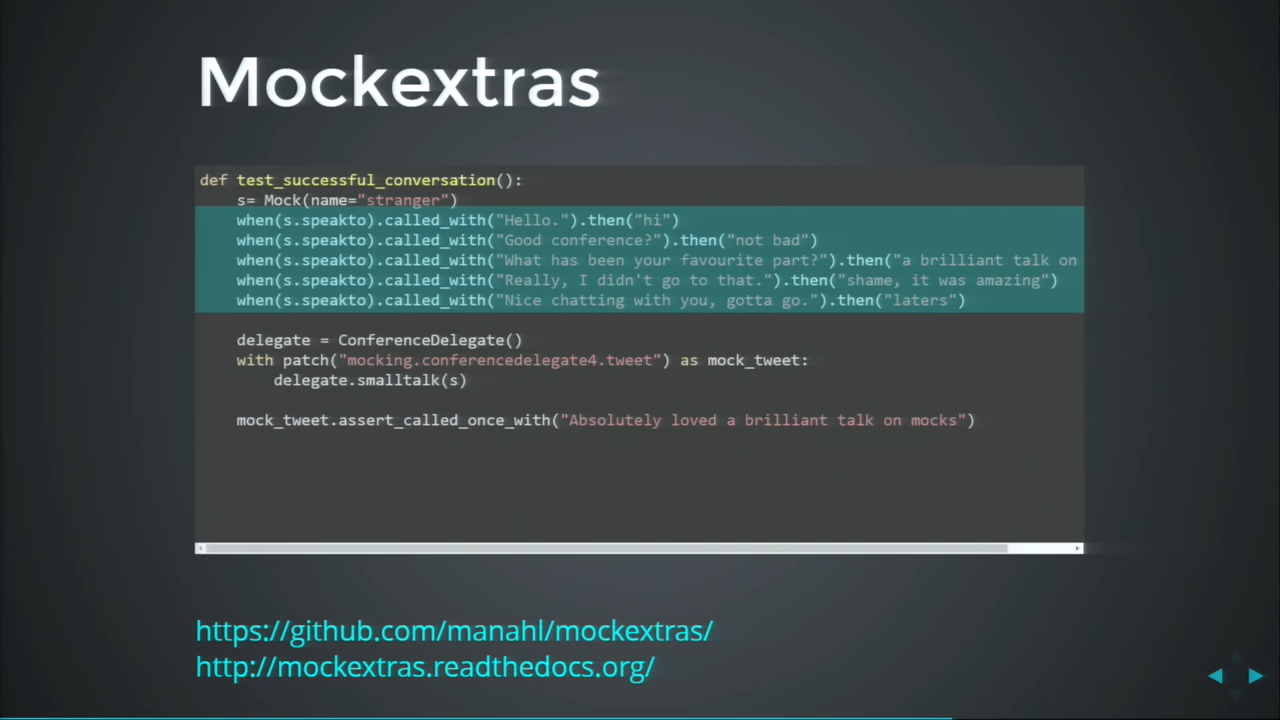 Mockextras
def test_successful_conversation():
    s= Mock(name="stranger")
    when(s.speakto).called_with("Hello.").then("hi")
    when(s.speakto).called_with("Good conference?").then("not bad")
    when(s.speakto).called_with("What has been your favourite part?").then("a brilliant talk on
    when(s.speakto).called_with("Really, I didn't go to that.").then("shame, it was amazing")
    when(s.speakto).called_with("Nice chatting with you, gotta go.").then("laters")
    delegate = ConferenceDelegate()
    with patch("mocking.conferencedelegate4.tweet") as mock_tweet:
        delegate.smalltalk(s)
    mock_tweet.assert_called_once_with("Absolutely loved a brilliant talk on mocks")
https://github.com/manahl/mockextras/
http://mockextras.readthedocs.org/